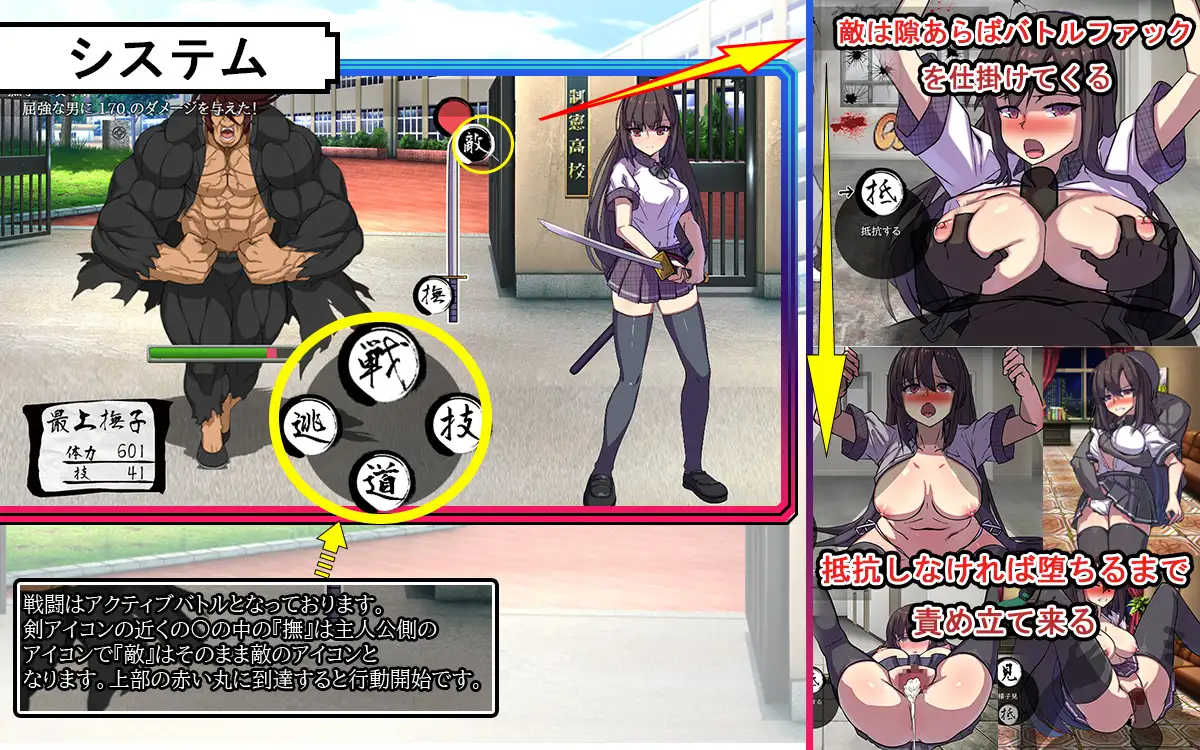 システム
屈強な男に 170 のダメージを与えた!
制憲高校
敵
撫
戦
逃
技
道
最上撫子
体力 601
技 41
戦闘はアクティブバトルとなっております。
剣アイコンの近くの〇の中の『撫』は主人公側の
アイコンで『敵』はそのまま敵のアイコンと
なります。上部の赤い丸に到達すると行動開始です。
敵は隙あらばバトルファック
を仕掛けてくる
抵
抵抗する
抵抗しなければ堕ちるまで
責め立て来る
見
様子見
抵